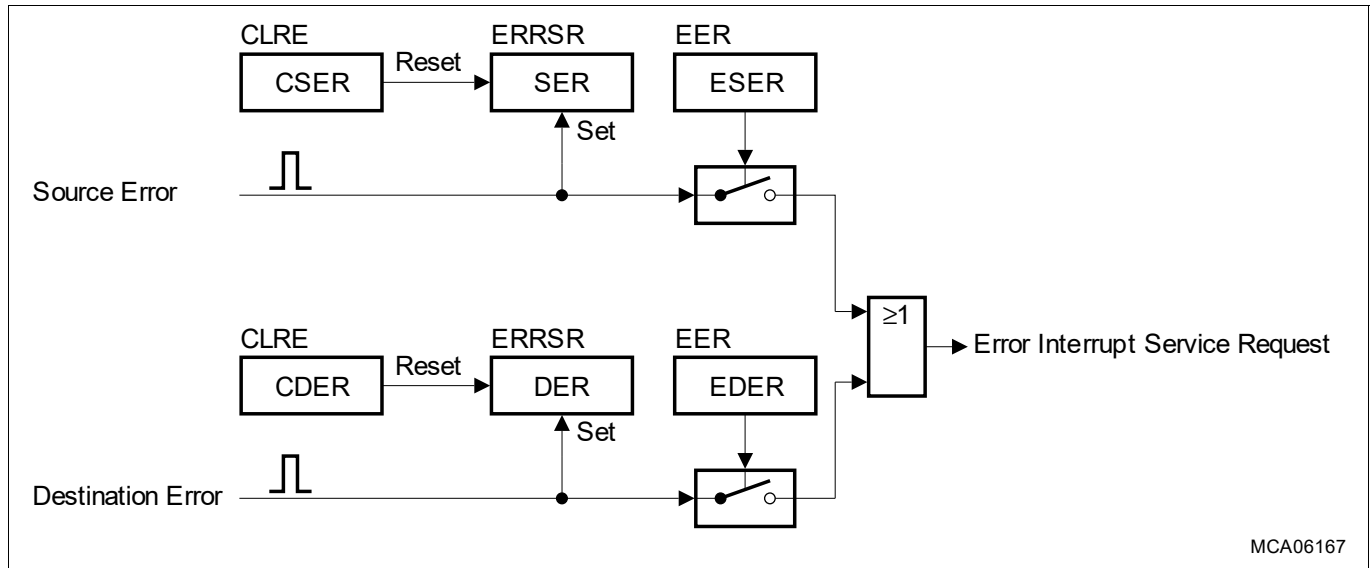 CLRE
ERRSR
EER
CSER
Reset
SER
ESER
Set
Source Error
≥1
Error Interrupt Service Request
CLRE
ERRSR
EER
CDER
Reset
DER
EDER
Set
Destination Error
MCA06167